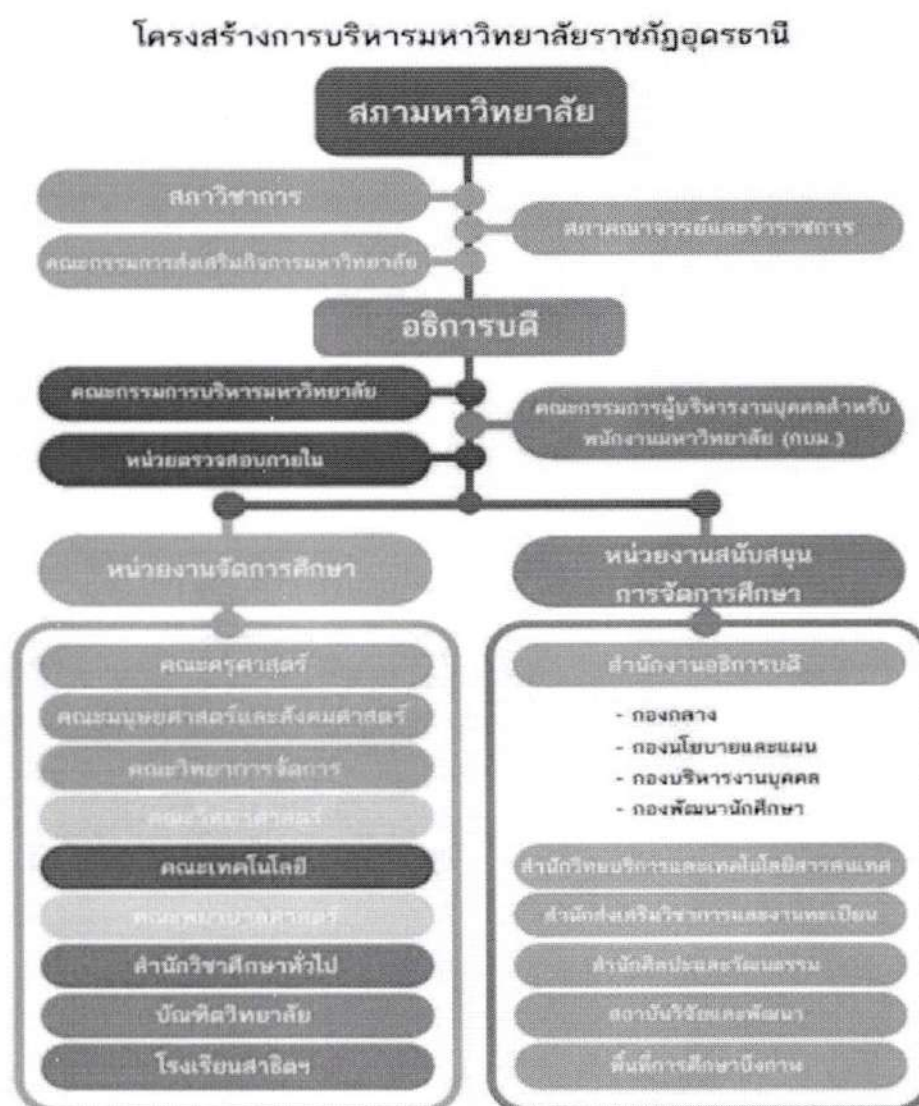 โครงสร้างการบริหารมหาวิทยาลัยราชภัฏอุดรธานี
สภามหาวิทยาลัย
สภาวิชาการ
สภาคณาจารย์และข้าราชการ
คณะกรรมการส่งเสริมกิจการมหาวิทยาลัย
อธิการบดี
คณะกรรมการบริหารมหาวิทยาลัย
คณะกรรมการผู้บริหารงานบุคคลสำหรับ
พนักงานมหาวิทยาลัย (กบม.)
หน่วยตรวจสอบภายใน
หน่วยงานจัดการศึกษา
คณะครุศาสตร์
คณะมนุษยศาสตร์และสังคมศาสตร์
คณะวิทยาการจัดการ
คณะวิทยาศาสตร์
คณะเทคโนโลยี
คณะพยาบาลศาสตร์
สำนักวิชาศึกษาทั่วไป
บัณฑิตวิทยาลัย
โรงเรียนสาธิตฯ
หน่วยงานสนับสนุน
การจัดการศึกษา
สำนักงานอธิการบดี
- กองกลาง
- กองนโยบายและแผน
- กองบริหารงานบุคคล
- กองพัฒนานักศึกษา
สำนักวิทยบริการและเทคโนโลยีสารสนเทศ
สำนักส่งเสริมวิชาการและงานทะเบียน
สำนักศิลปะและวัฒนธรรม
สถาบันวิจัยและพัฒนา
พื้นที่การศึกษาบึงกาฬ